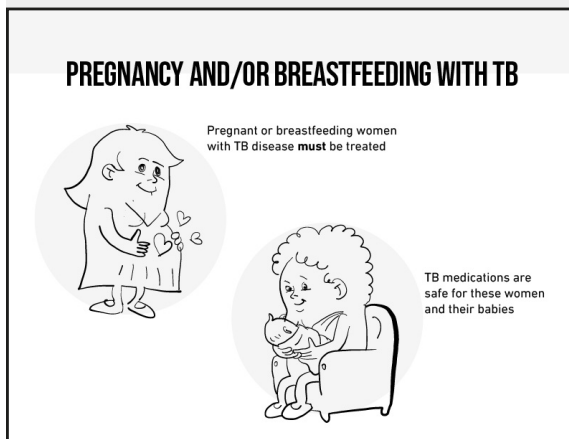 PREGNANCY AND/OR BREASTFEEDING WITH TB
Pregnant or breastfeeding women
with TB disease must be treated
TB medications are
safe for these women
and their babies